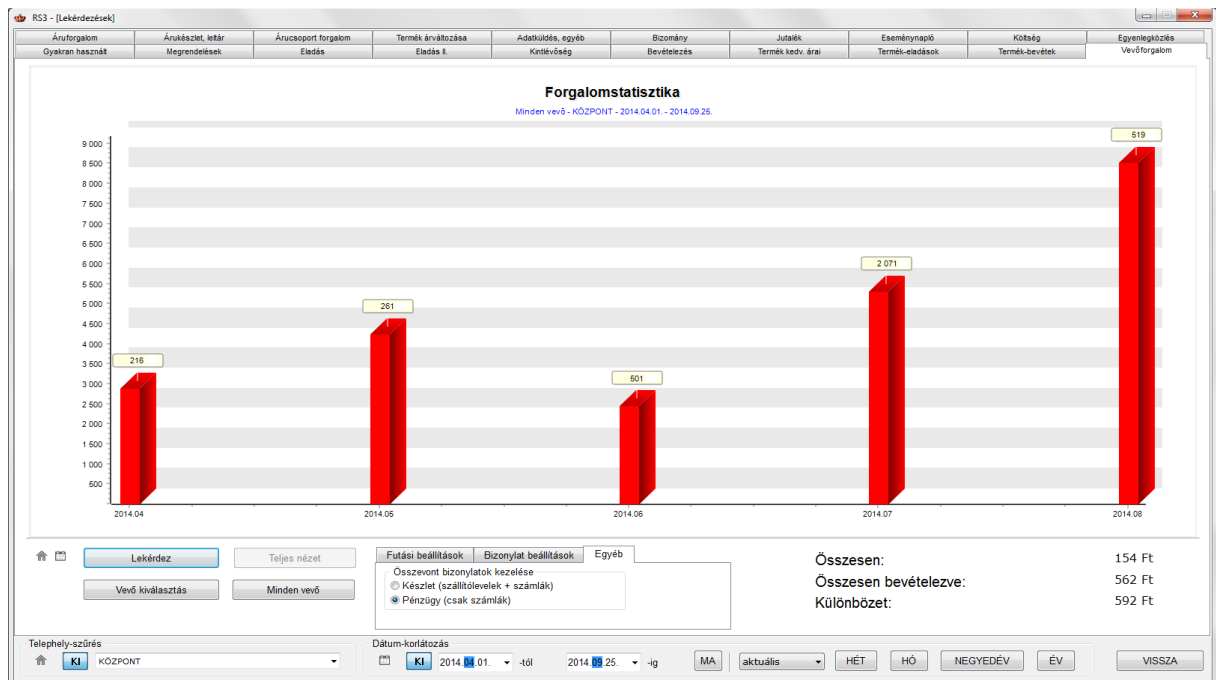 RS3 - [Lekérdezések]
Áruforgalom Árukészlet, leltár Árucsoport forgalom Termék árváltozása Adatküldés, egyéb Bizomány Jutalék Eseménynapló Költség Egyenlegközlés
Gyakran használt Megrendelések Eladás Eladás II. Kintlévõség Bevételezés Termék kedv. árai Termék-eladások Termék-bevétek Vevõforgalom
Forgalomstatisztika
Minden vevõ - KÖZPONT - 2014.04.01. - 2014.09.25.
519
9 000
8 500
8 000
7 500
7 000
6 500
6 000
2 071
5 500
5 000
261
4 500
4 000
3 500
216
3 000
501
2 500
2 000
1 500
1 000
500
2014.04 2014.05 2014.06 2014.07 2014.08
Lekérdez Teljes nézet
Vevő kiválasztás Minden vevő
Futási beállítások Bizonylat beállítások Egyéb
Összevont bizonylatok kezelése
Készlet (szállítólevelek + számlák)
Pénzügy (csak számlák)
Összesen: 154 Ft
Összesen bevételezve: 562 Ft
Különbözet: 592 Ft
Telephely-szűrés
KI KÖZPONT
Dátum-korlátozás
KI 2014.04.01. -tól 2014.09.25. -ig MA aktuális HÉT HÓ NEGYEDÉV ÉV VISSZA